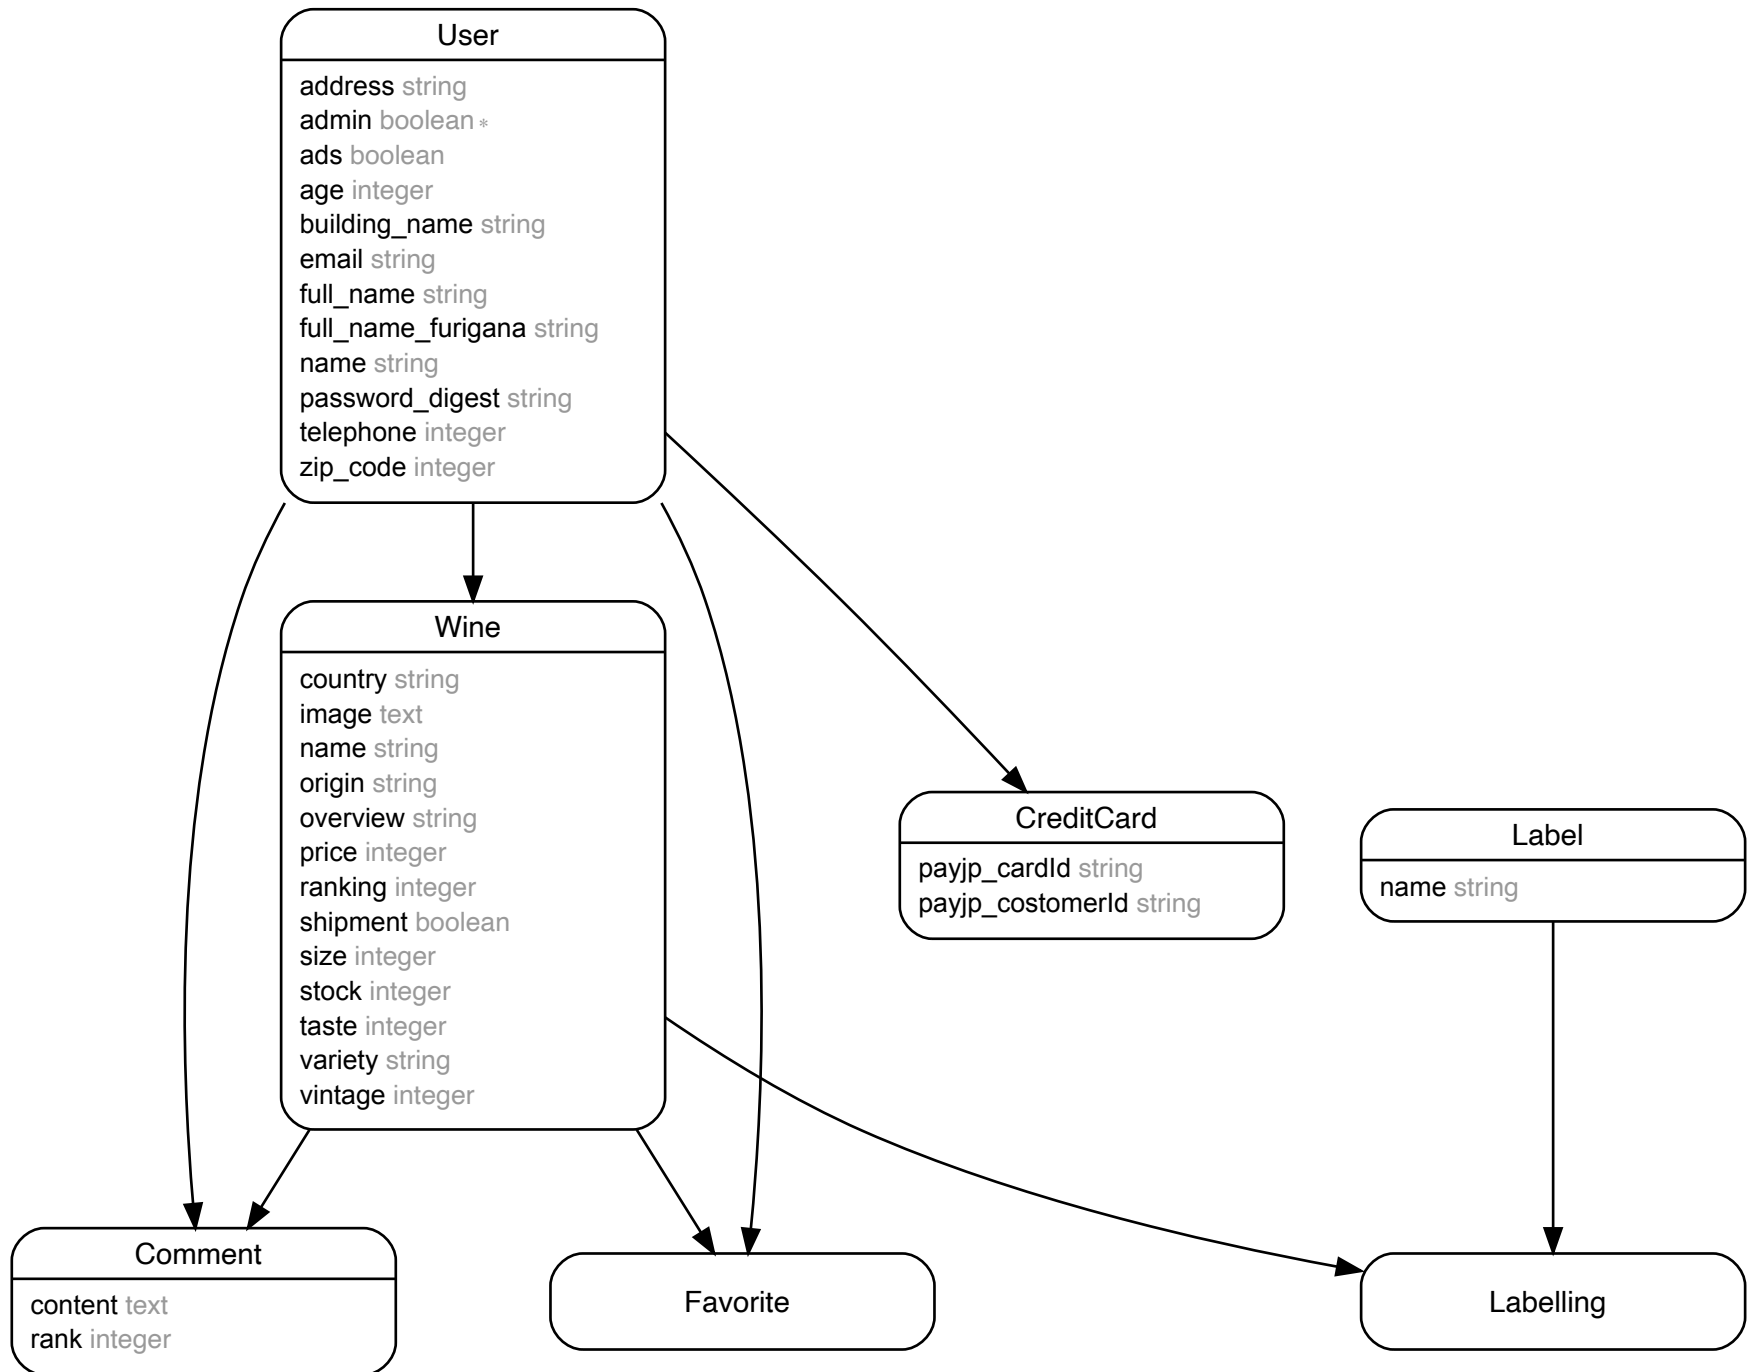 User
address string
admin boolean *
ads boolean
age integer
building_name string
email string
full_name string
full_name_furigana string
name string
password_digest string
telephone integer
zip_code integer
Wine
country string
image text
name string
origin string
overview string
price integer
ranking integer
shipment boolean
size integer
stock integer
taste integer
variety string
vintage integer
CreditCard
payjp_cardId string
payjp_costomerId string
Label
name string
Comment
content text
rank integer
Favorite
Labelling